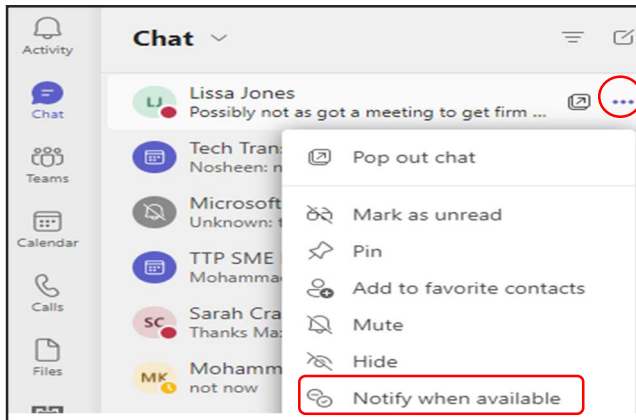 Activity
Chat
Teams
Calendar
Calls
Files
Chat
LJ
Lissa Jones
Possibly not as got a meeting to get firm ...
Tech Tran
Nosheen: n
Microsoft
Unknown: t
TTP SME
Mohamma
SC
Sarah Cra
Thanks Ma
MK
Mohamm
not now
Pop out chat
Mark as unread
Pin
Add to favorite contacts
Mute
Hide
Notify when available